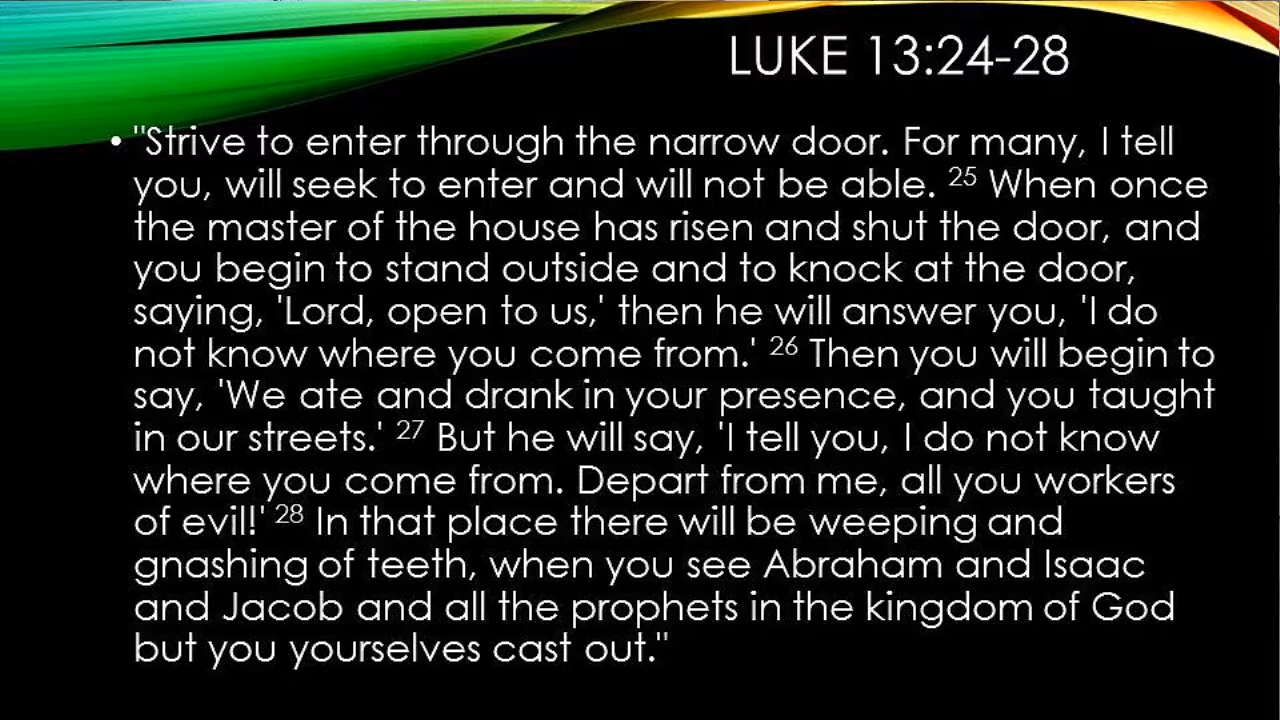 LUKE 13:24-28
• "Strive to enter through the narrow door. For many, I tell
you, will seek to enter and will not be able. 25 When once
the master of the house has risen and shut the door, and
you begin to stand outside and to knock at the door,
saying, 'Lord, open to us,' then he will answer you, 'I do
not know where you come from.' 26 Then you will begin to
say, 'We ate and drank in your presence, and you taught
in our streets.' 27 But he will say, 'I tell you, I do not know
where you come from. Depart from me, all you workers
of evil!' 28 In that place there will be weeping and
gnashing of teeth, when you see Abraham and Isaac
and Jacob and all the prophets in the kingdom of God
but you yourselves cast out."